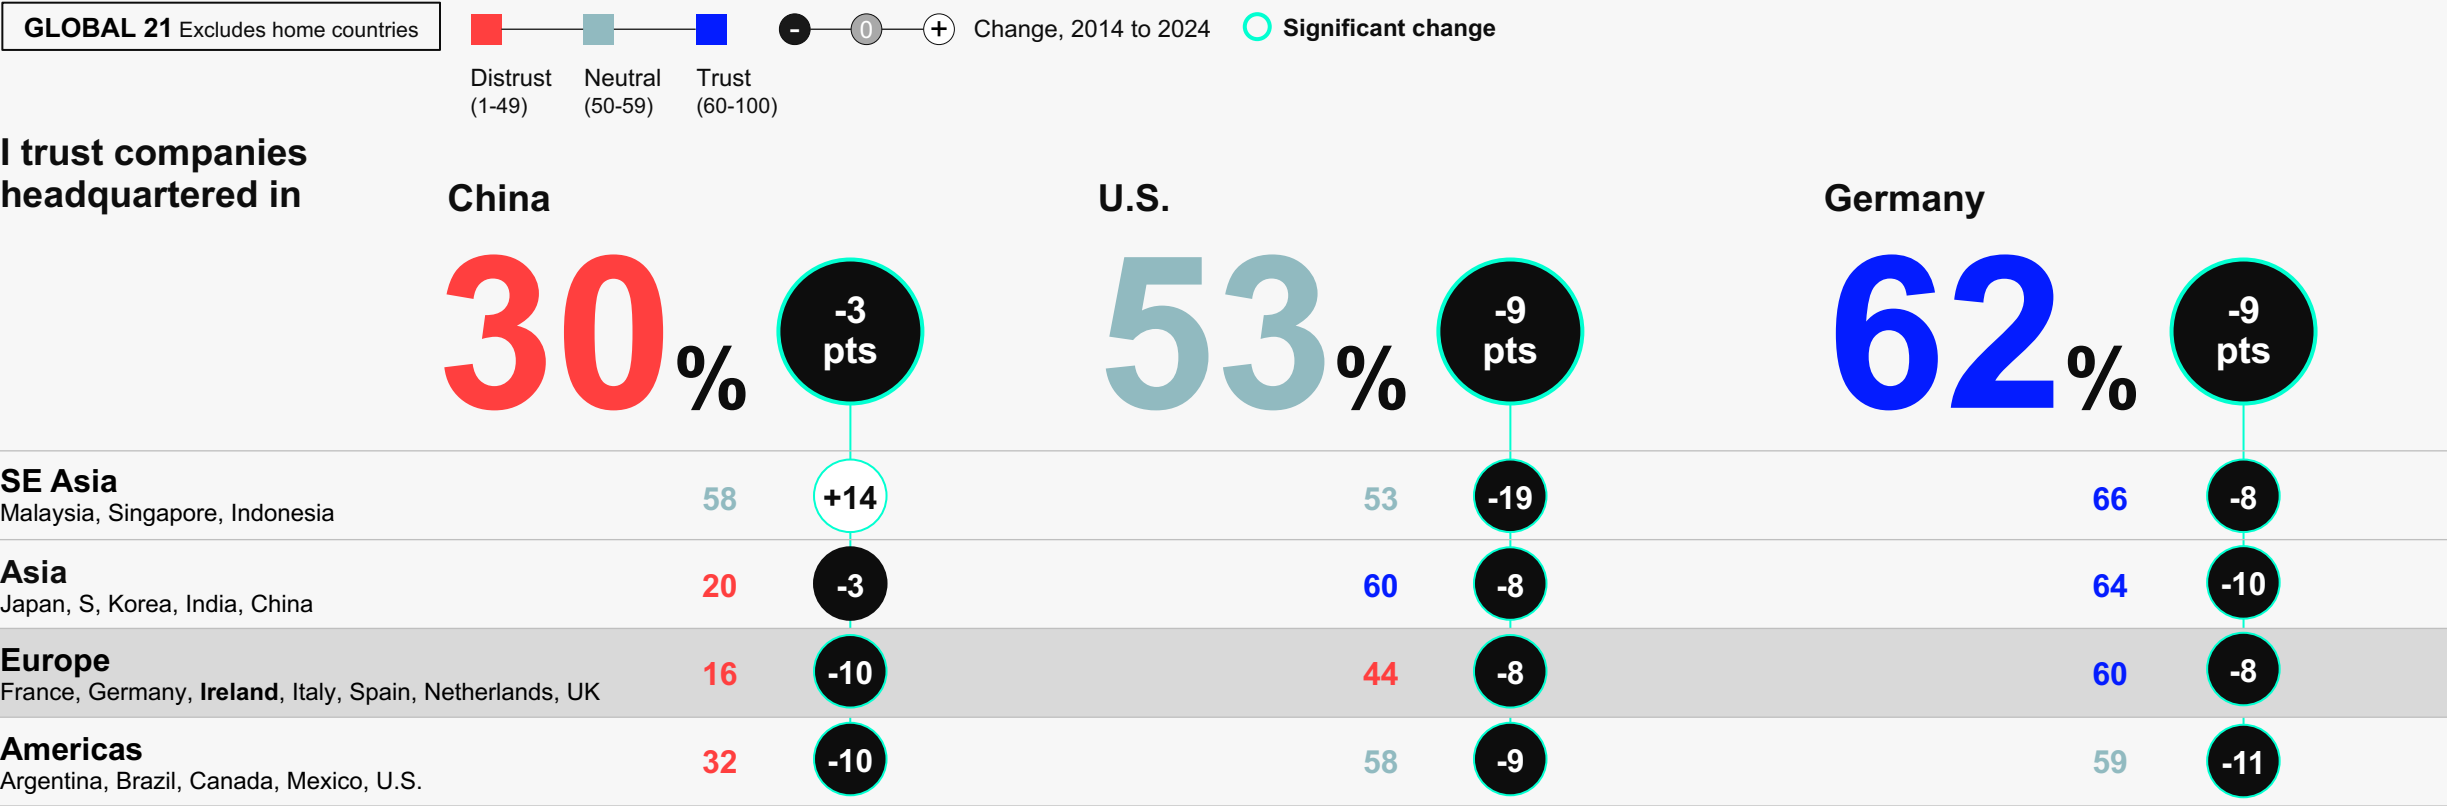 GLOBAL 21 Excludes home countries
- 0 + Change, 2014 to 2024 Significant change
Distrust Neutral Trust
(1-49) (50-59) (60-100)
I trust companies
headquartered in
China U.S. Germany
30% -3 pts 53% -9 pts 62% -9 pts
SE Asia
Malaysia, Singapore, Indonesia
58 +14 53 -19 66 -8
Asia
Japan, S, Korea, India, China
20 -3 60 -8 64 -10
Europe
France, Germany, Ireland, Italy, Spain, Netherlands, UK
16 -10 44 -8 60 -8
Americas
Argentina, Brazil, Canada, Mexico, U.S.
32 -10 58 -9 59 -11